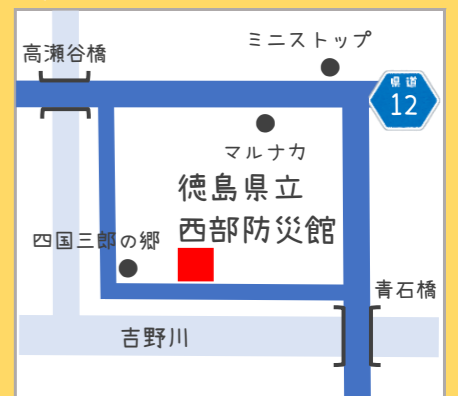 ミニストップ
高瀬谷橋
県道
12
マルナカ
徳島県立
西部防災館
四国三郎の郷
青石橋
吉野川